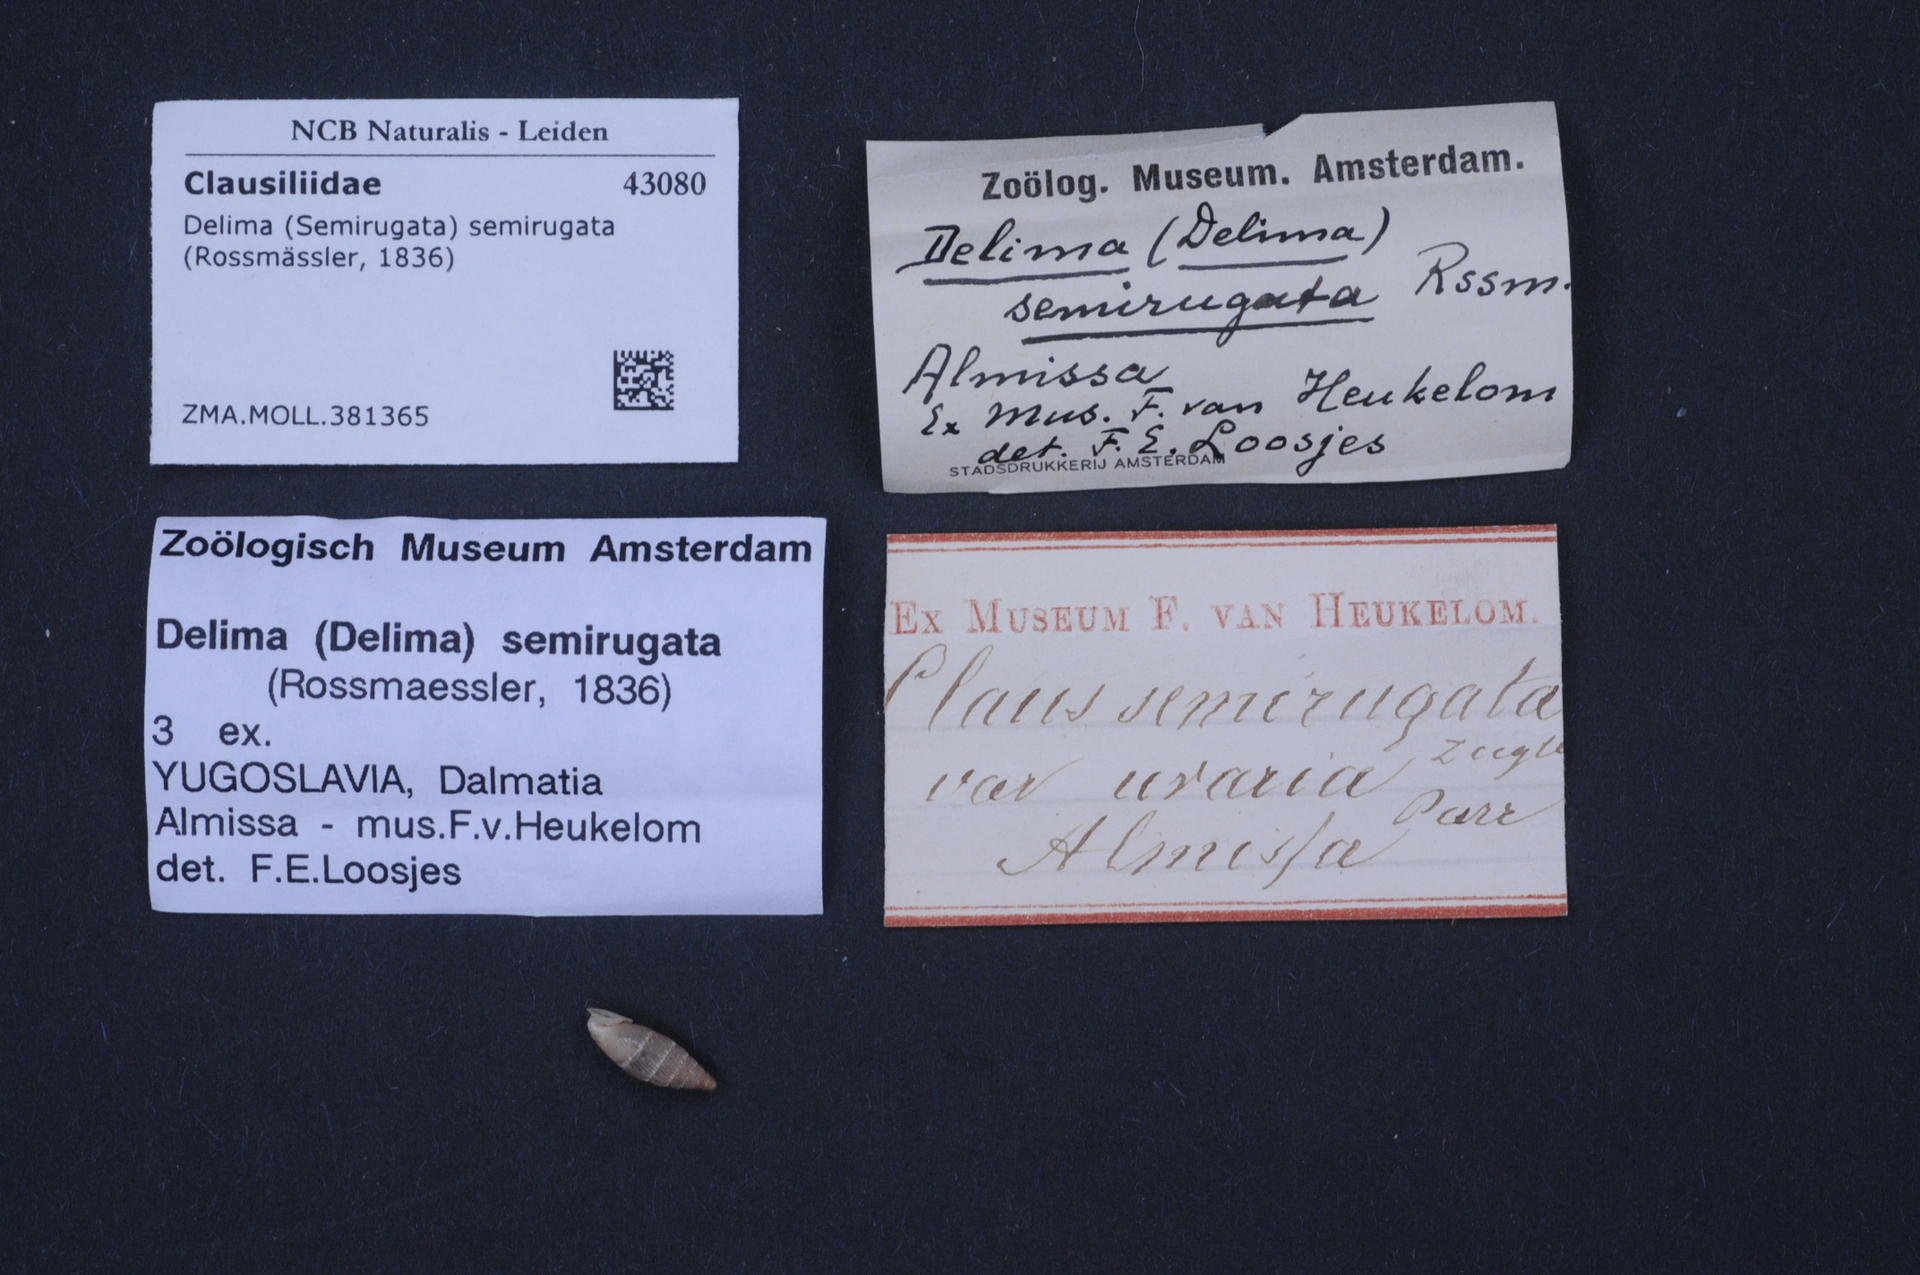 NCB Naturalis - Leiden
Clausiliidae 43080
Delima (Semirugata) semirugata
(Rossmässler, 1836)
ZMA.MOLL.381365
Zoölog. Museum. Amsterdam.
Delima (Delima)
semirugata Rssm.
Almissa
Ex Mus. F. van Heukelom
det. F. E. Loosjes
STADSDRUKKERIJ AMSTERDAM
Zoölogisch Museum Amsterdam
Delima (Delima) semirugata
(Rossmaessler, 1836)
3 ex.
YUGOSLAVIA, Dalmatia
Almissa - mus.F.v.Heukelom
det. F.E.Loosjes
Ex Museum F. van Heukelom.
Claus semirugata
var
Parr
Almissa